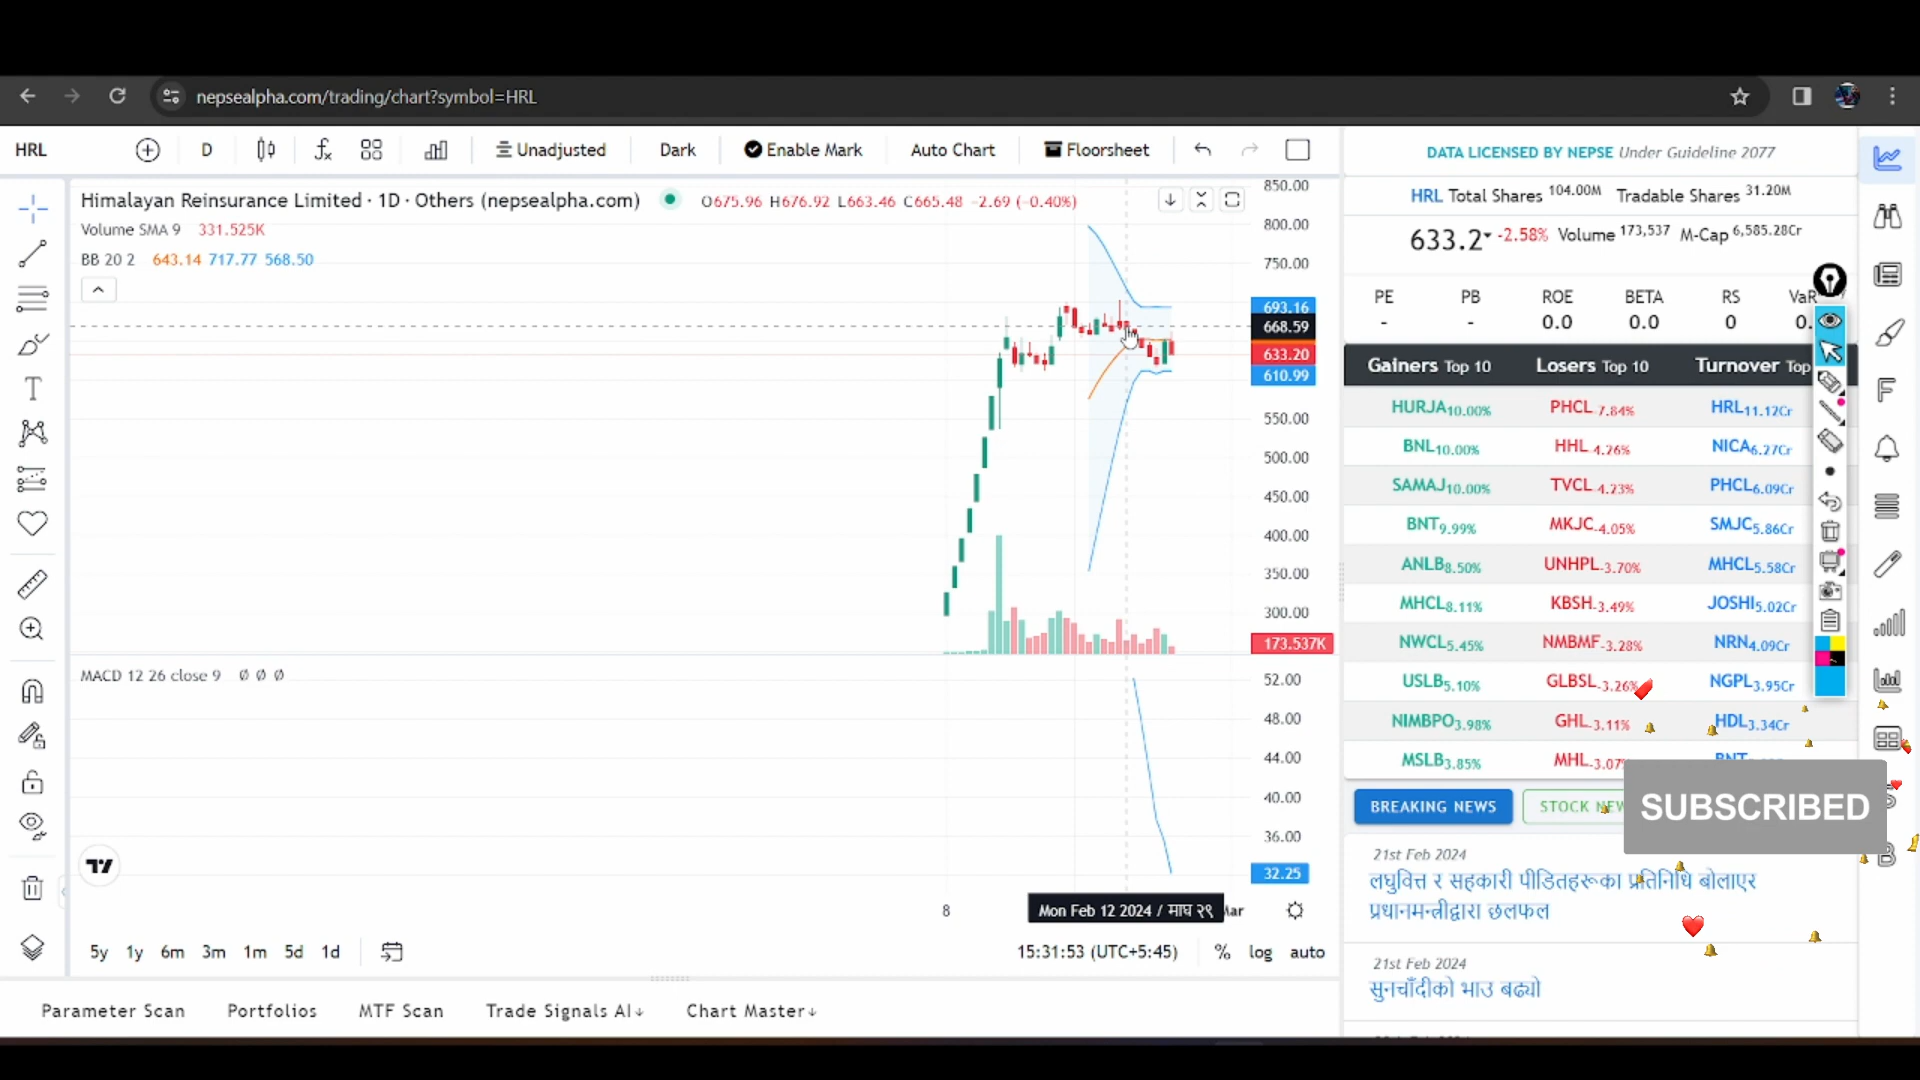 nepsealpha.com/trading/chart?symbol=HRL
HRL D Unadjusted Dark Enable Mark Auto Chart Floorsheet
Himalayan Reinsurance Limited · 1D · Others (nepsealpha.com) O675.96 H676.92 L663.46 C665.48 -2.69 (-0.40%)
Volume SMA 9 331.525K
BB 20 2 643.14 717.77 568.50
850.00
800.00
750.00
693.16
668.59
633.20
610.99
550.00
500.00
450.00
400.00
350.00
300.00
173.537K
MACD 12 26 close 9 Ø Ø Ø
52.00
48.00
44.00
40.00
36.00
32.25
8 Mon Feb 12 2024 / माघ २९
5y 1y 6m 3m 1m 5d 1d 15:31:53 (UTC+5:45) % log auto
Parameter Scan Portfolios MTF Scan Trade Signals AI↓ Chart Master↓
DATA LICENSED BY NEPSE Under Guideline 2077
HRL Total Shares 104.00M Tradable Shares 31.20M
633.2 -2.58% Volume 173,537 M-Cap 6,585.28Cr
PE PB ROE BETA RS VaR
- - 0.0 0.0 0 0.
Gainers Top 10 Losers Top 10 Turnover Top
HURJA 10.00% PHCL -7.84% HRL 11.12Cr
BNL 10.00% HHL -4.26% NICA 6.27Cr
SAMAJ 10.00% TVCL -4.23% PHCL 6.09Cr
BNT 9.99% MKJC -4.05% SMJC 5.86Cr
ANLB 8.50% UNHPL -3.70% MHCL 5.58Cr
MHCL 8.11% KBSH -3.49% JOSHI 5.02Cr
NWCL 5.45% NMBMF -3.28% NRN 4.09Cr
USLB 5.10% GLBSL -3.26% NGPL 3.95Cr
NIMBPO 3.98% GHL -3.11% HDL 3.34Cr
MSLB 3.85% MHL -3.07%
BREAKING NEWS STOCK
SUBSCRIBED
21st Feb 2024
लघुवित्त र सहकारी पीडितहरूका प्रतिनिधि बोलाएर
प्रधानमन्त्रीद्वारा छलफल
21st Feb 2024
सुनचाँदीको भाउ बढ्यो
F
B